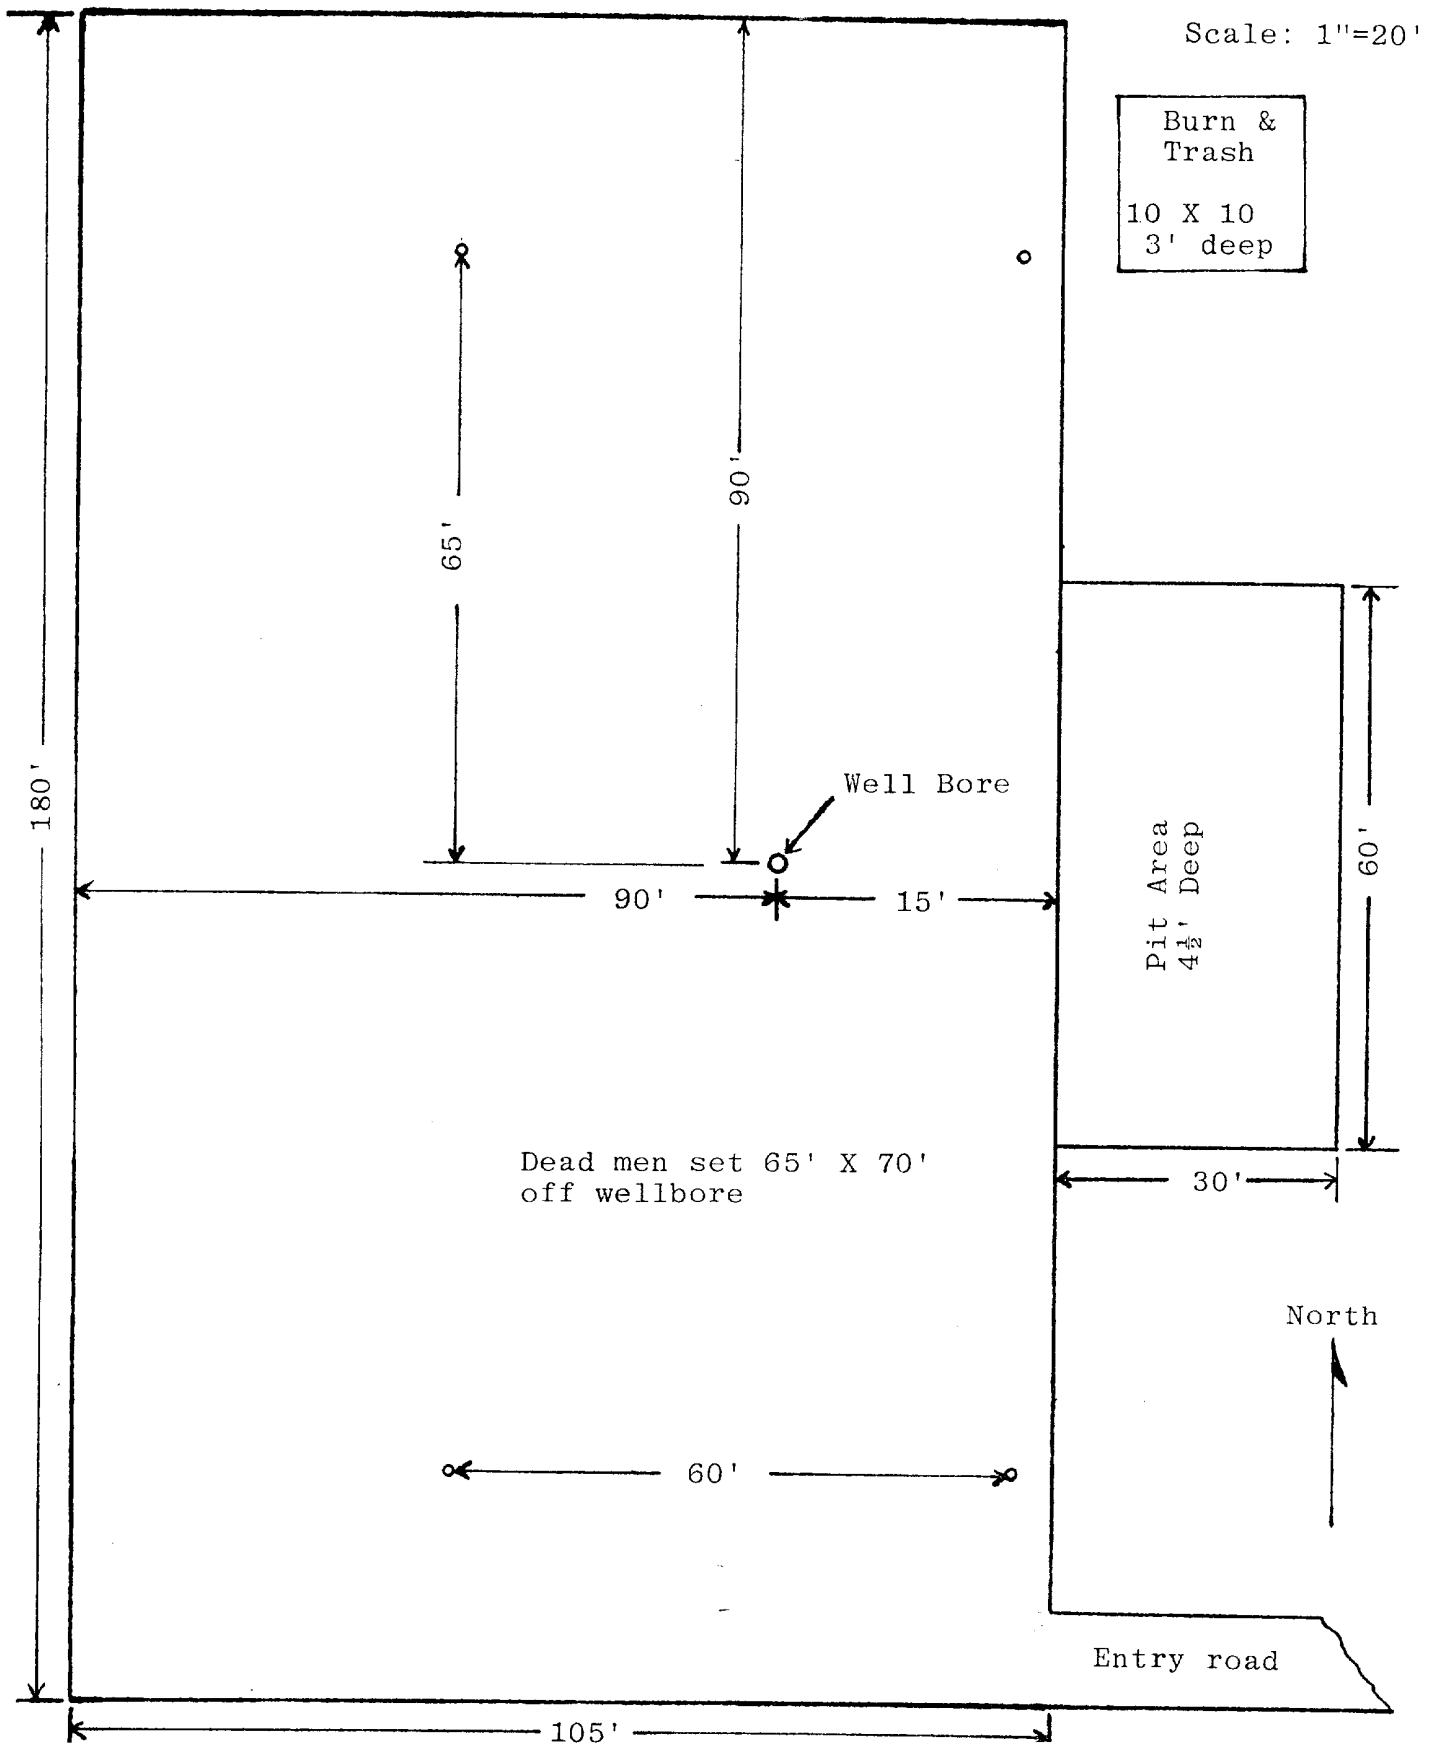 Scale: 1"=20'
Burn &
Trash
10 X 10
3' deep
90'
65'
180'
Well Bore
90'
15'
Pit Area
4½' Deep
60'
Dead men set 65' X 70'
off wellbore
30'
North
60'
Entry road
105'